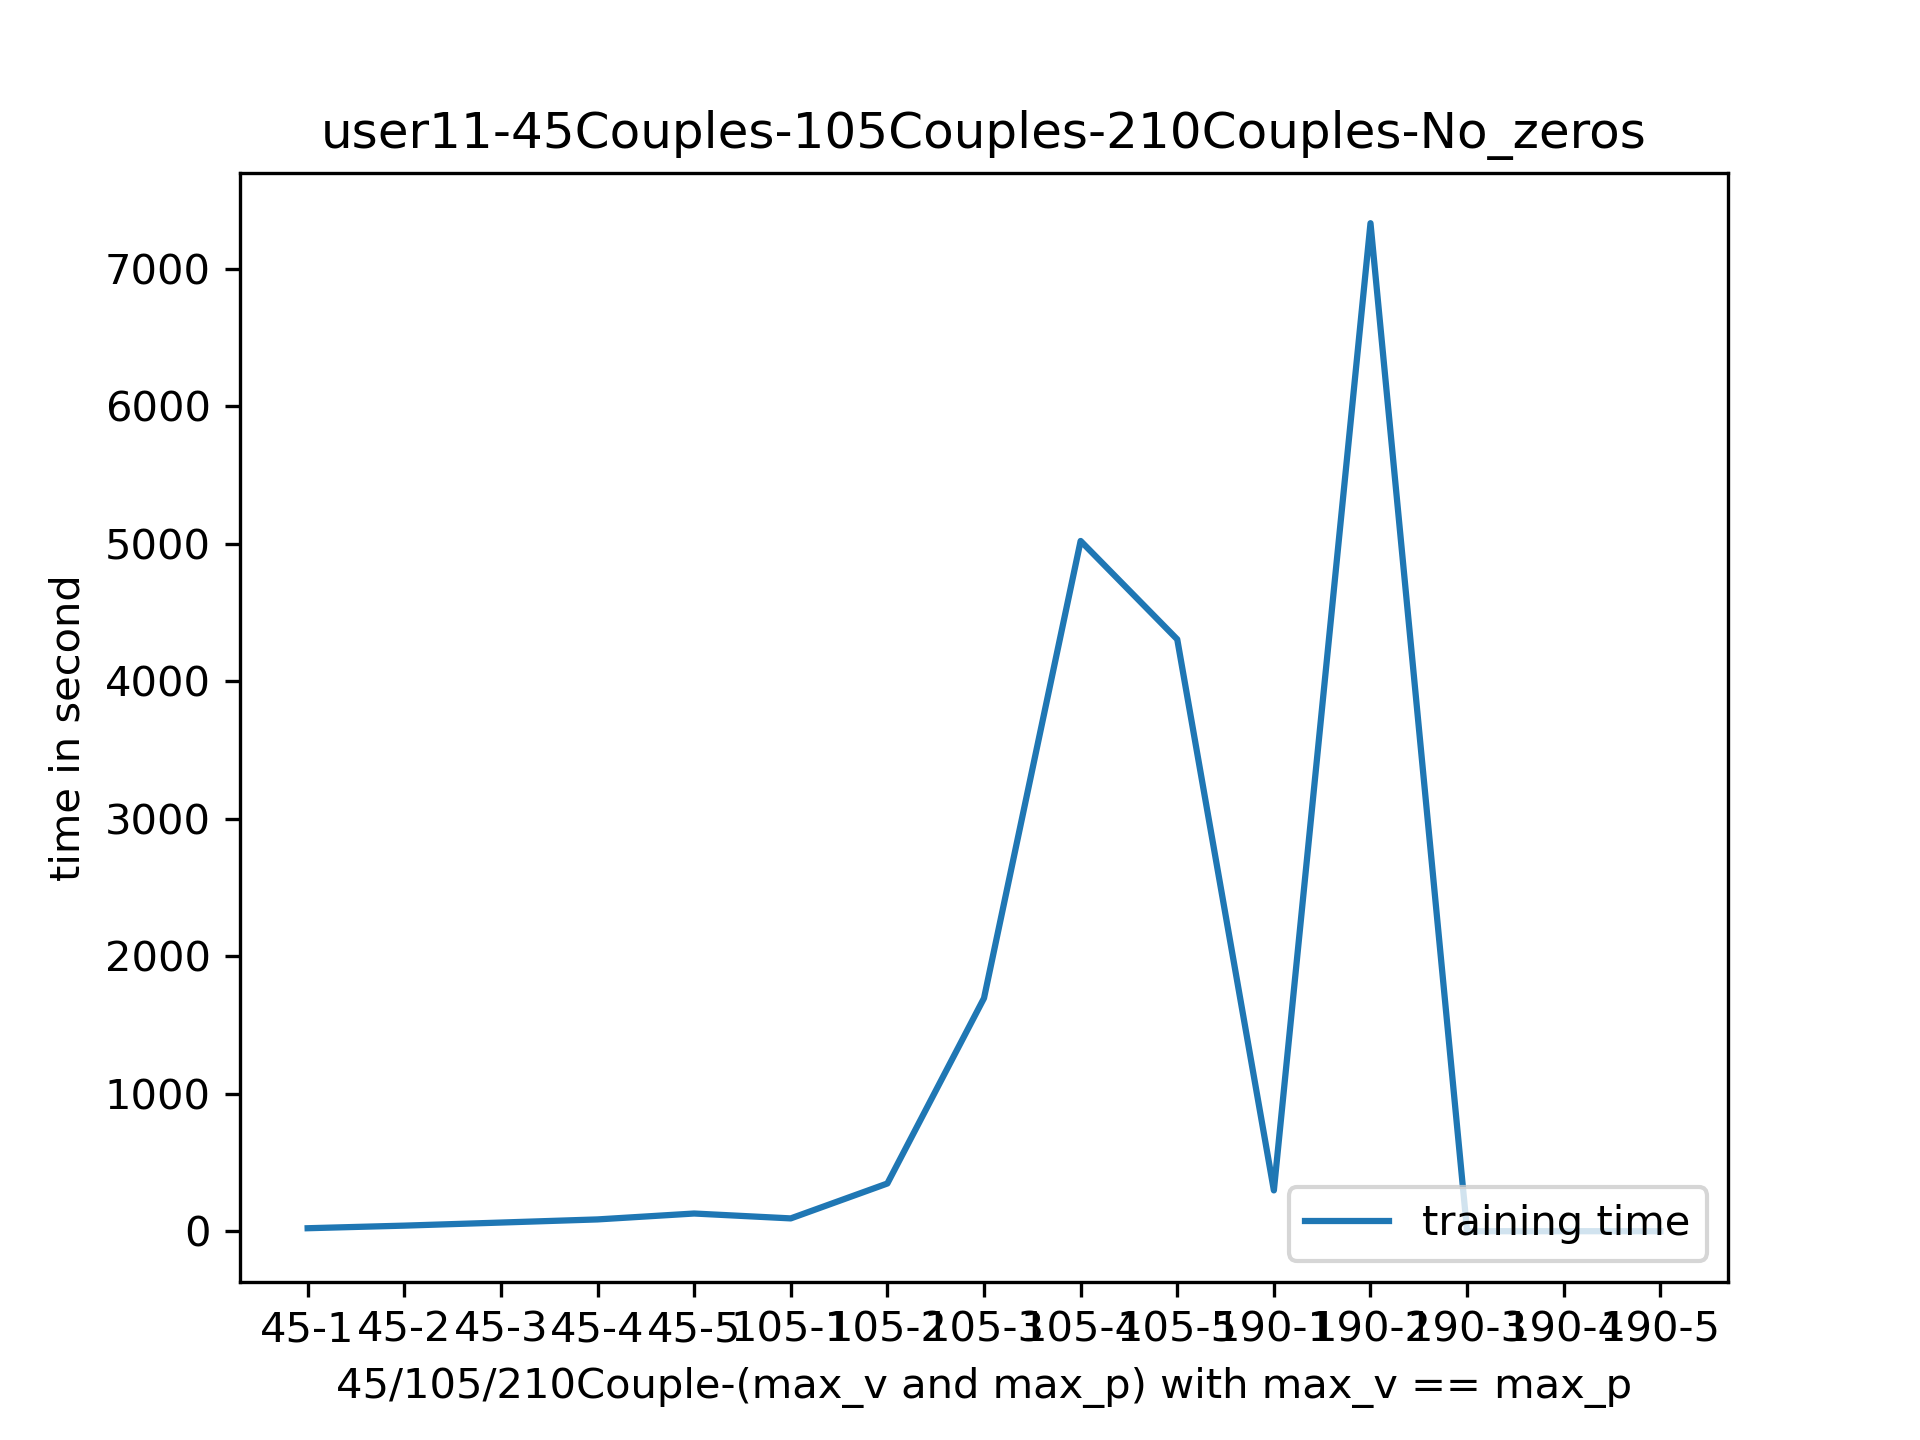 user11-45Couples-105Couples-210Couples-No_zeros
7000
6000
5000
4000
3000
2000
1000
0
time in second
training time
45-1 45-2 45-3 45-4 45-5 105-1 105-2 105-3 105-4 105-5 190-1 190-2 190-3 190-4 190-5
45/105/210Couple-(max_v and max_p) with max_v == max_p